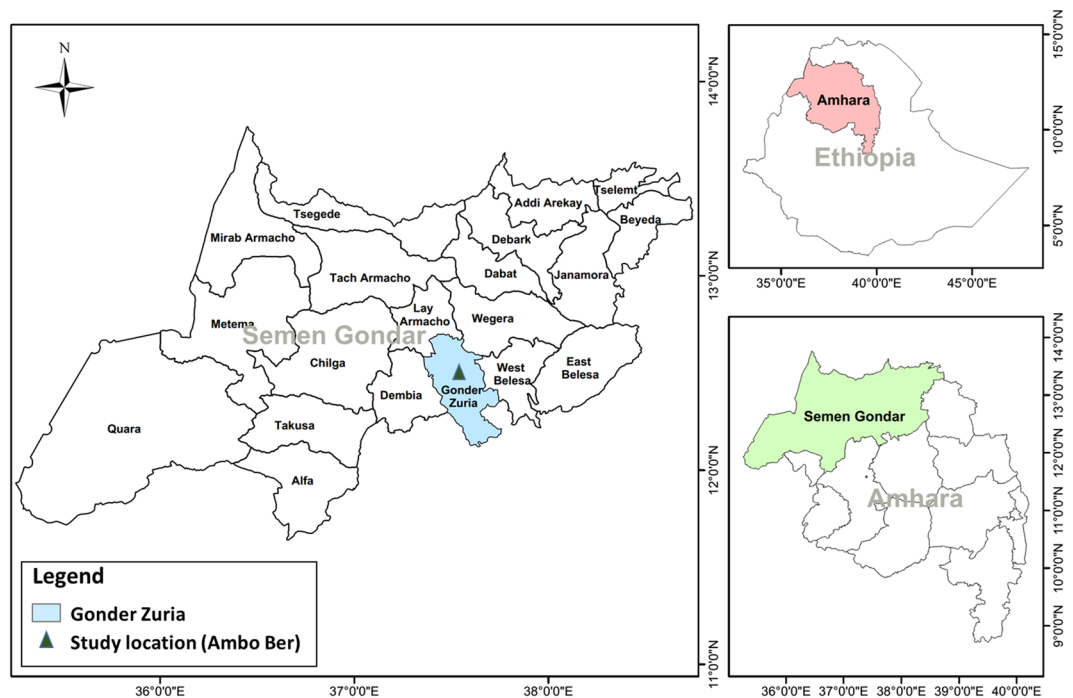 N
Tsegede
Mirab Armacho
Tach Armacho
Addi Arekay
Tselemt
Beyeda
Debark
Dabat
Janamora
Lay
Armacho
Wegera
Metema
Semen Gondar
Chilga
West
Belesa
East
Belesa
Dembia
Gonder
Zuria
Quara
Takusa
Alfa
Legend
Gonder Zuria
Study location (Ambo Ber)
36°0'0"E
37°0'0"E
38°0'0"E
14°0'0"N
13°0'0"N
12°0'0"N
11°0'0"N
Amhara
Ethiopia
15°0'0"N
10°0'0"N
5°0'0"N
35°0'0"E
40°0'0"E
45°0'0"E
Semen Gondar
Amhara
14°0'0"N
13°0'0"N
12°0'0"N
11°0'0"N
10°0'0"N
9°0'0"N
36°0'0"E
37°0'0"E
38°0'0"E
39°0'0"E
40°0'0"E